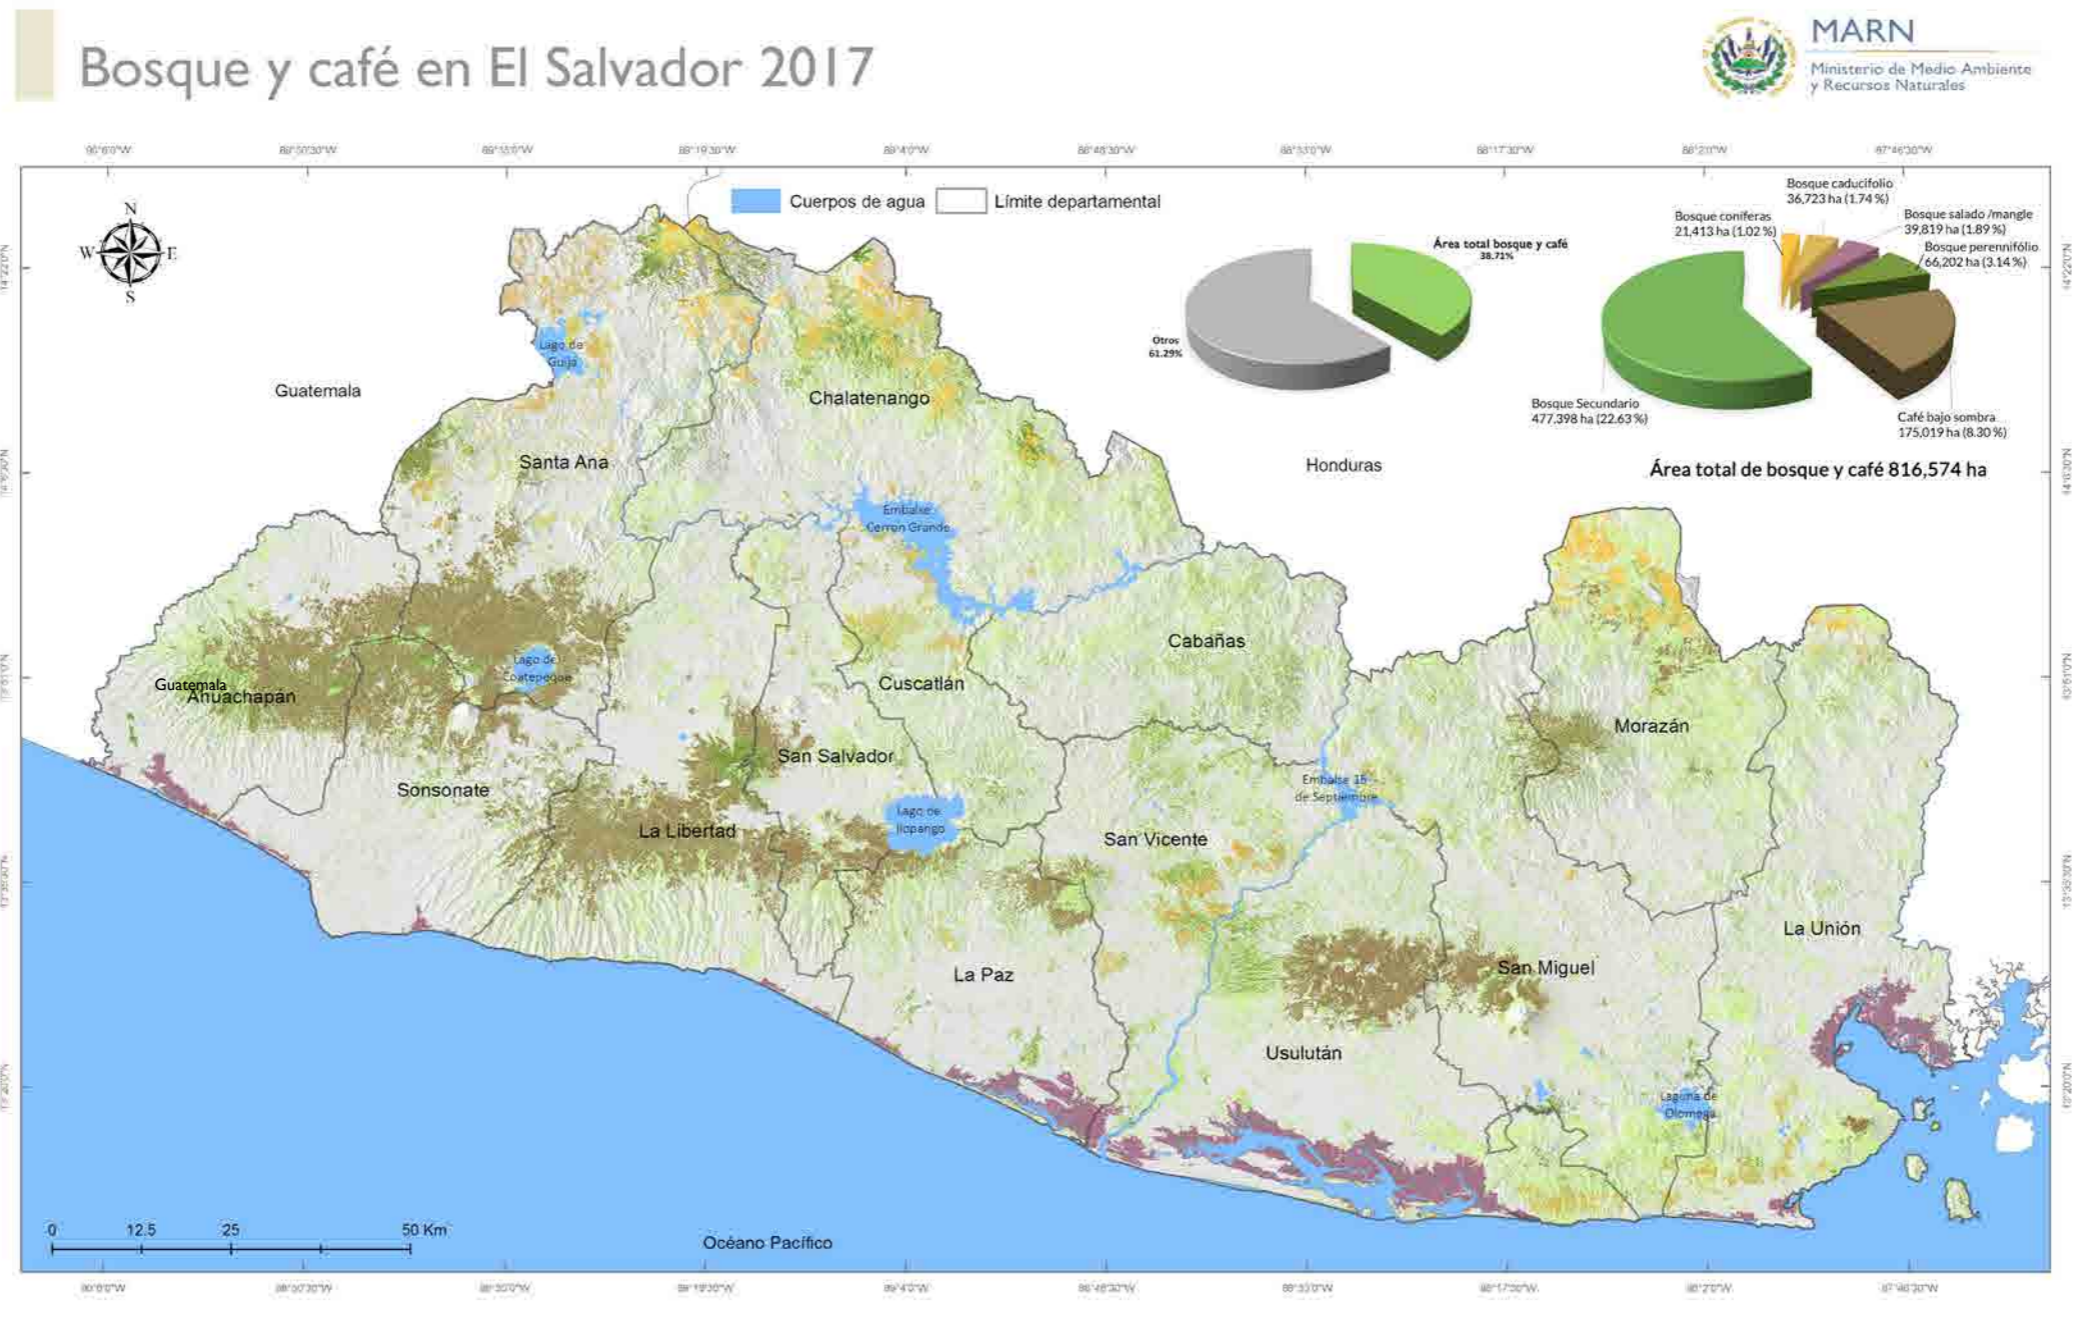 Bosque y café en El Salvador 2017
MARN
Ministerio de Medio Ambiente
y Recursos Naturales
Cuerpos de agua
Límite departamental
N
W
E
S
Área total bosque y café
38.71%
Otros
61.29%
Bosque caducifolio
36,723 ha (1.74 %)
Bosque coníferas
21,413 ha (1.02 %)
Bosque salado /mangle
39,819 ha (1.89 %)
Bosque perennifólio
66,202 ha (3.14 %)
Bosque Secundario
477,398 ha (22.63 %)
Café bajo sombra
175,019 ha (8.30 %)
Área total de bosque y café 816,574 ha
Guatemala
Honduras
Lago de
Guija
Chalatenango
Santa Ana
Embalse
Cerron Grande
Cabañas
Lago de
Coatepeque
Guatemala
Ahuachapán
Cuscatlán
Morazán
San Salvador
Sonsonate
Embalse 15
de Septiembre
Lago de
Ilopango
La Libertad
San Vicente
La Unión
La Paz
San Miguel
Usulután
Laguna de
Olomega
0
12.5
25
50 Km
Océano Pacífico